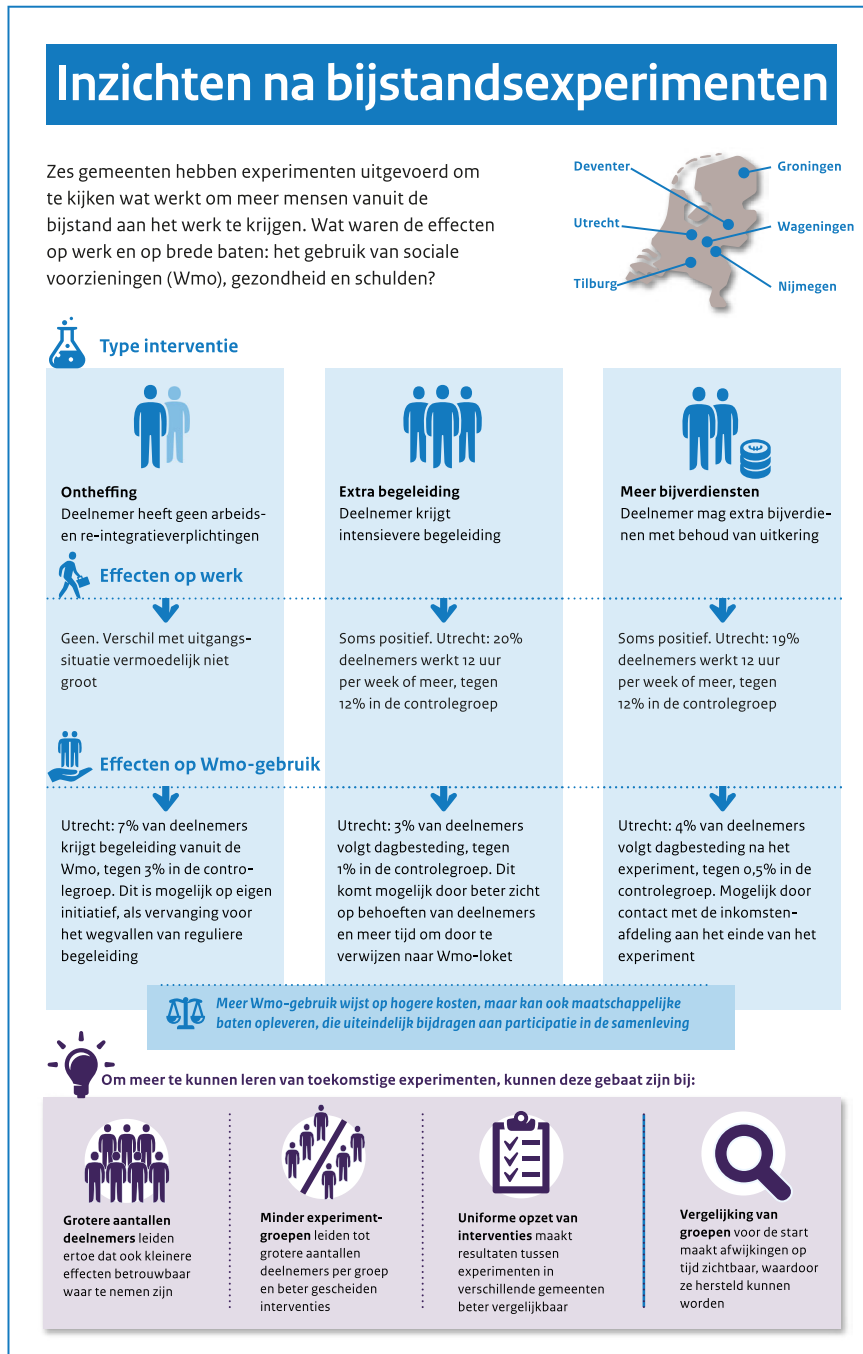 Inzichten na bijstandsexperimenten
Zes gemeenten hebben experimenten uitgevoerd om
te kijken wat werkt om meer mensen vanuit de
bijstand aan het werk te krijgen. Wat waren de effecten
op werk en op brede baten: het gebruik van sociale
voorzieningen (Wmo), gezondheid en schulden?
Deventer
Groningen
Utrecht
Wageningen
Tilburg
Nijmegen
Type interventie
Ontheffing
Deelnemer heeft geen arbeids-
en re-integratieverplichtingen
Extra begeleiding
Deelnemer krijgt
intensievere begeleiding
Meer bijverdiensten
Deelnemer mag extra bijverdie-
nen met behoud van uitkering
Effecten op werk
Geen. Verschil met uitgangs-
situatie vermoedelijk niet
groot
Soms positief. Utrecht: 20%
deelnemers werkt 12 uur
per week of meer, tegen
12% in de controlegroep
Soms positief. Utrecht: 19%
deelnemers werkt 12 uur
per week of meer, tegen
12% in de controlegroep
Effecten op Wmo-gebruik
Utrecht: 7% van deelnemers
krijgt begeleiding vanuit de
Wmo, tegen 3% in de contro-
legroep. Dit is mogelijk op eigen
initiatief, als vervanging voor
het wegvallen van reguliere
begeleiding
Utrecht: 3% van deelnemers
volgt dagbesteding, tegen
1% in de controlegroep. Dit
komt mogelijk door beter zicht
op behoeften van deelnemers
en meer tijd om door te
verwijzen naar Wmo-loket
Utrecht: 4% van deelnemers
volgt dagbesteding na het
experiment, tegen 0,5% in de
controlegroep. Mogelijk door
contact met de inkomsten-
afdeling aan het einde van het
experiment
Meer Wmo-gebruik wijst op hogere kosten, maar kan ook maatschappelijke
baten opleveren, die uiteindelijk bijdragen aan participatie in de samenleving
Om meer te kunnen leren van toekomstige experimenten, kunnen deze gebaat zijn bij:
Grotere aantallen
deelnemers leiden
ertoe dat ook kleinere
effecten betrouwbaar
waar te nemen zijn
Minder experiment-
groepen leiden tot
grotere aantallen
deelnemers per groep
en beter gescheiden
interventies
Uniforme opzet van
interventies maakt
resultaten tussen
experimenten in
verschillende gemeenten
beter vergelijkbaar
Vergelijking van
groepen voor de start
maakt afwijkingen op
tijd zichtbaar, waardoor
ze hersteld kunnen
worden